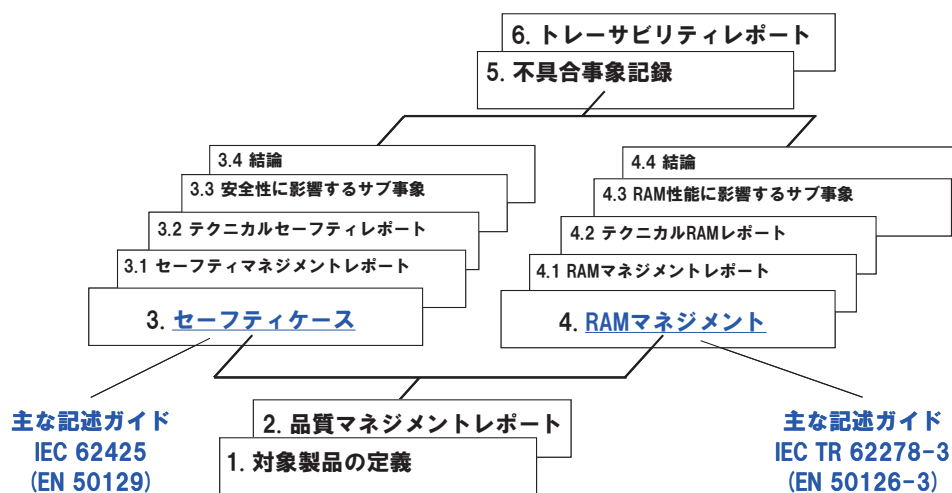 6. トレーサビリティレポート
5. 不具合事象記録
3.4 結論
3.3 安全性に影響するサブ事象
3.2 テクニカルセーフティレポート
3.1 セーフティマネジメントレポート
3. セーフティケース
4.4 結論
4.3 RAM性能に影響するサブ事象
4.2 テクニカルRAMレポート
4.1 RAMマネジメントレポート
4. RAMマネジメント
主な記述ガイド
IEC 62425
(EN 50129)
主な記述ガイド
IEC TR 62278-3
(EN 50126-3)
2. 品質マネジメントレポート
1. 対象製品の定義